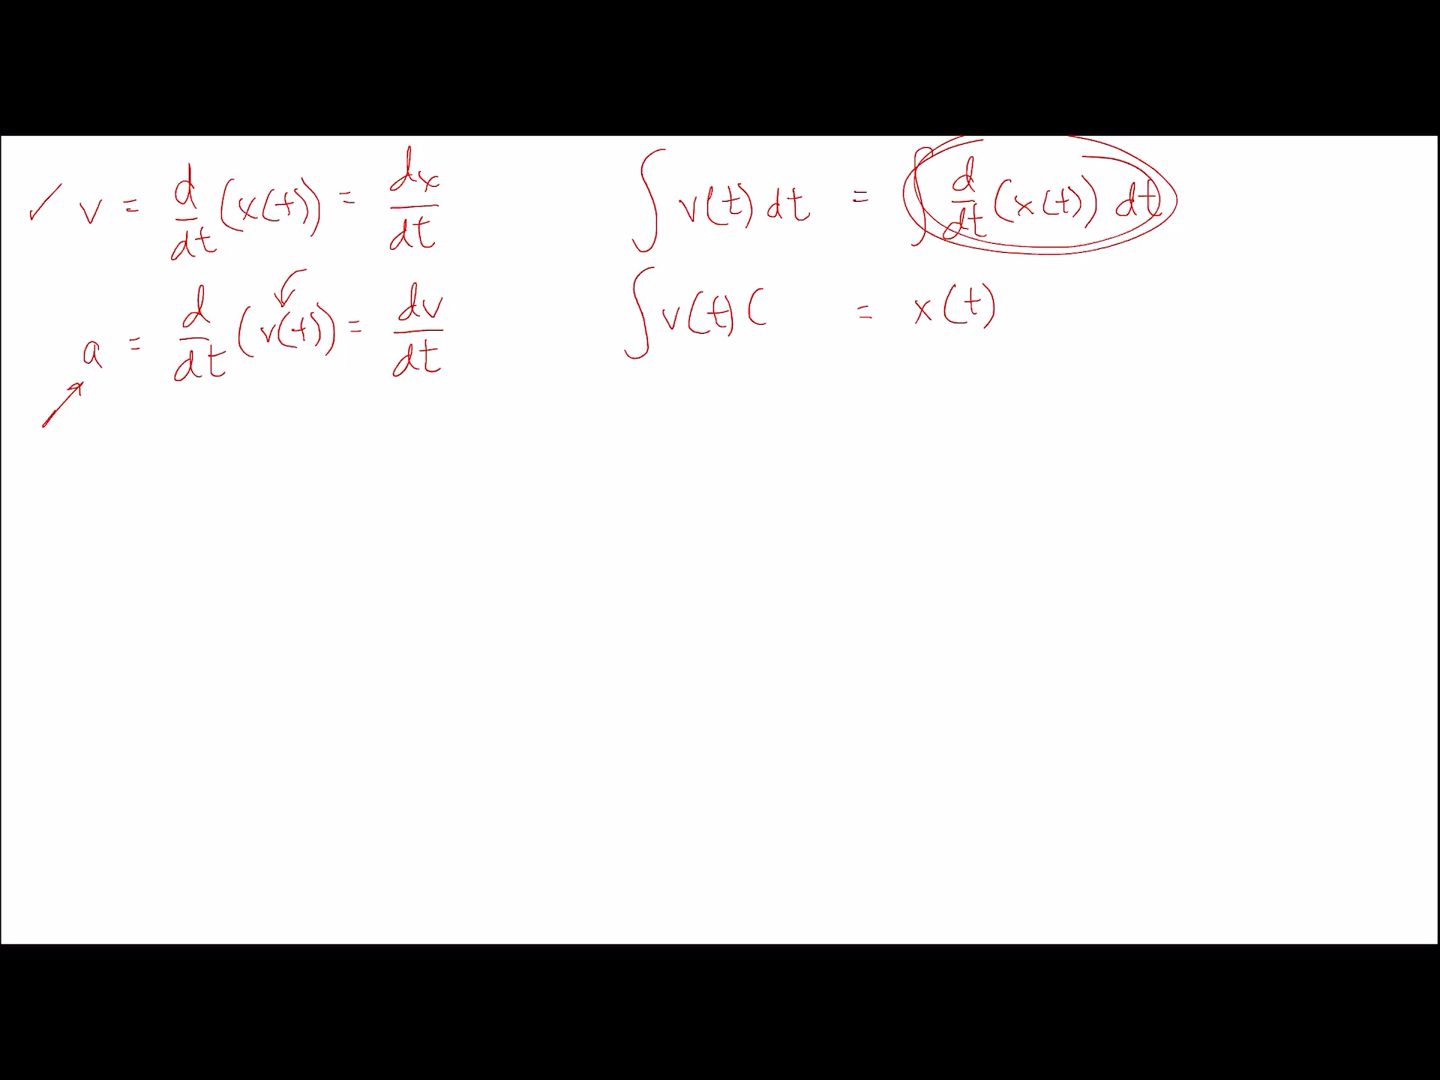 ✓ v = d/dt (x(t)) = dx/dt
a = d/dt (v(t)) = dv/dt
∫ v(t) dt = ∫ d/dt (x(t)) dt
∫ v(t) ( = x(t)